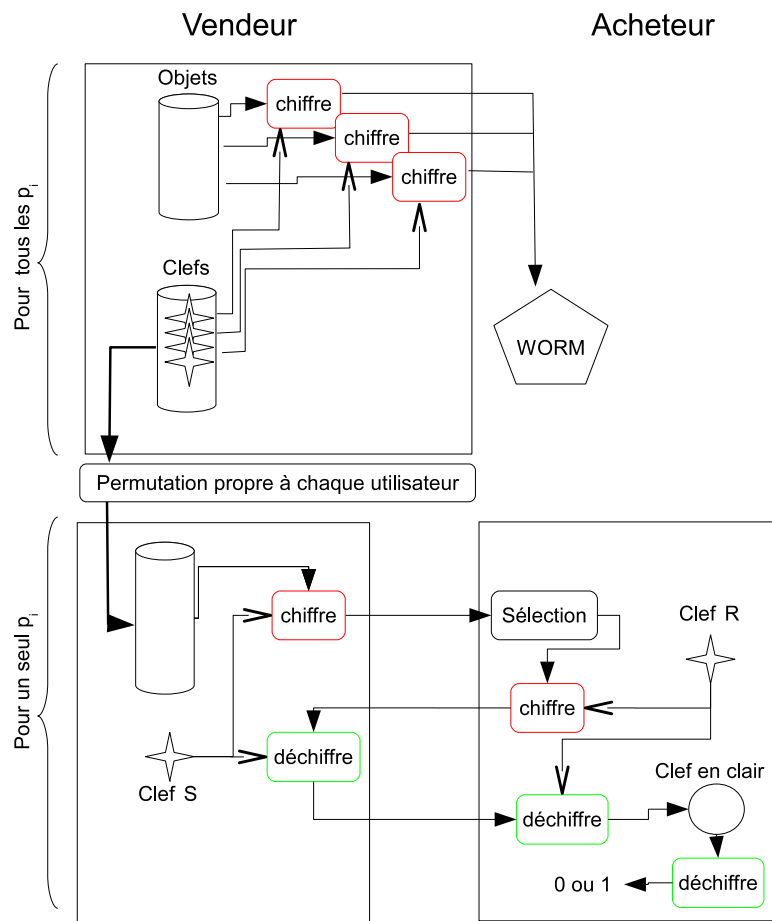 Vendeur
Acheteur
Pour tous les pi
Objets
chiffre
chiffre
chiffre
Clefs
WORM
Permutation propre à chaque utilisateur
Pour un seul pi
chiffre
Sélection
Clef R
chiffre
déchiffre
Clef S
Clef en clair
déchiffre
déchiffre
0 ou 1